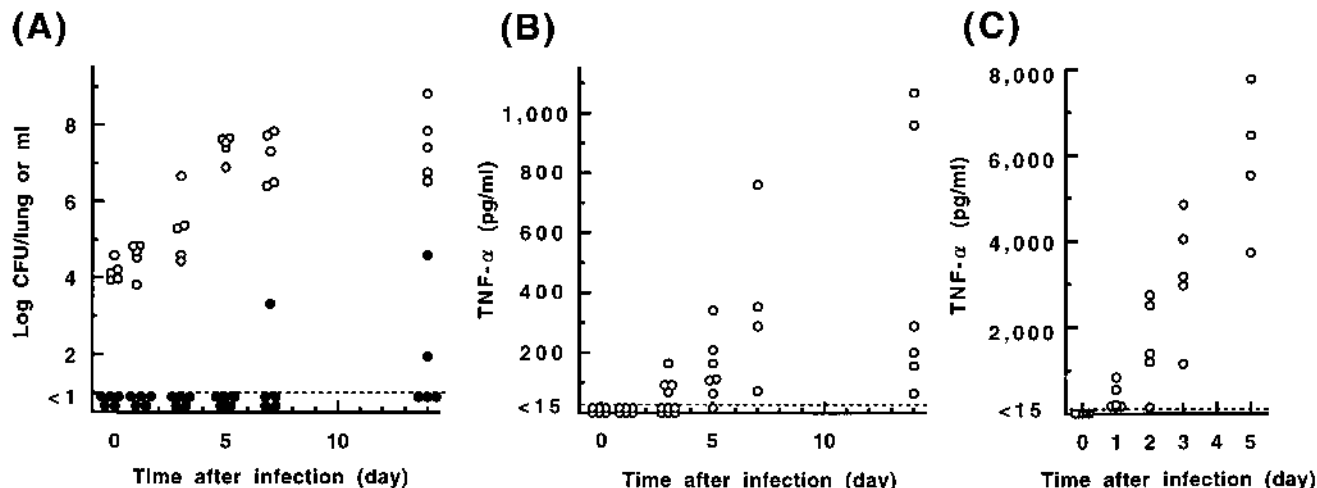 (A)
Log CFU/lung or ml
8
6
4
2
<1
0 5 10
Time after infection (day)
(B)
TNF-α (pg/ml)
1,000
800
600
400
200
<15
0 5 10
Time after infection (day)
(C)
TNF-α (pg/ml)
8,000
6,000
4,000
2,000
<15
0 1 2 3 4 5
Time after infection (day)